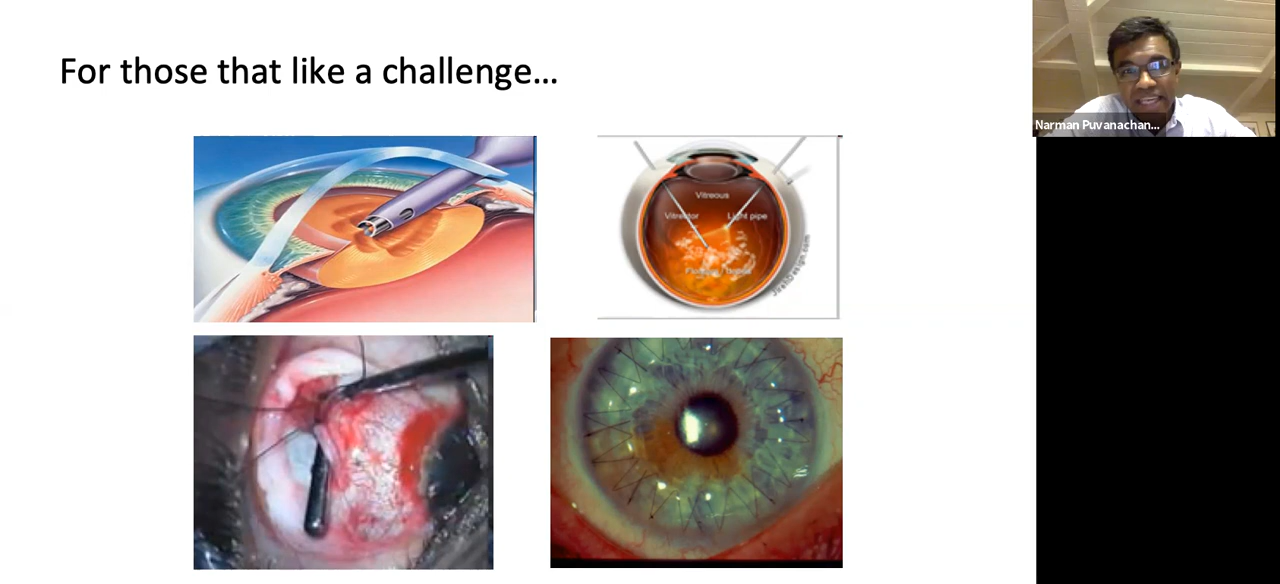 For those that like a challenge...
Narman Puvanachan...
Vitreous
Vitrector
Light pipe